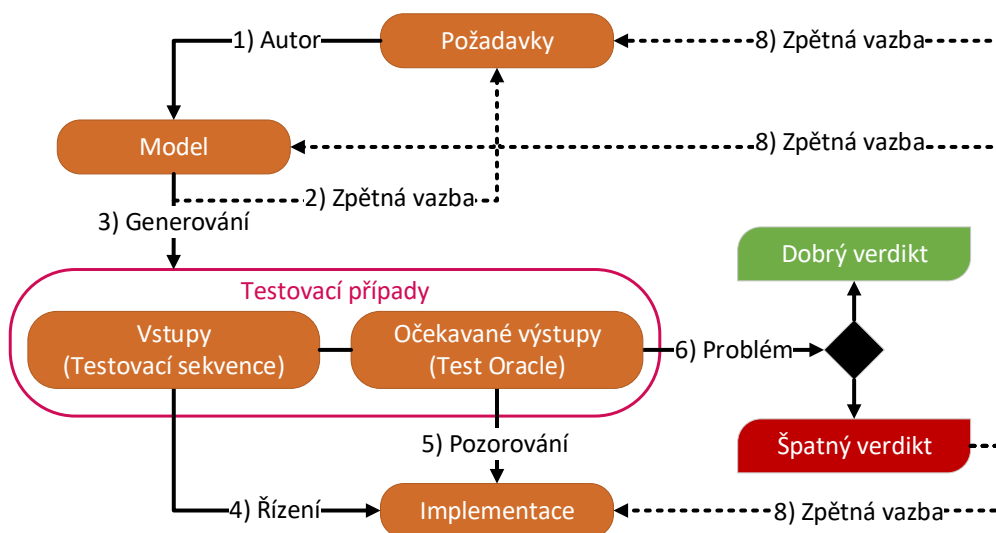 1) Autor
Požadavky
8) Zpětná vazba
Model
8) Zpětná vazba
2) Zpětná vazba
3) Generování
Dobrý verdikt
Testovací případy
Vstupy
(Testovací sekvence)
Očekavané výstupy
(Test Oracle)
6) Problém
5) Pozorování
Špatný verdikt
4) Řízení
Implementace
8) Zpětná vazba